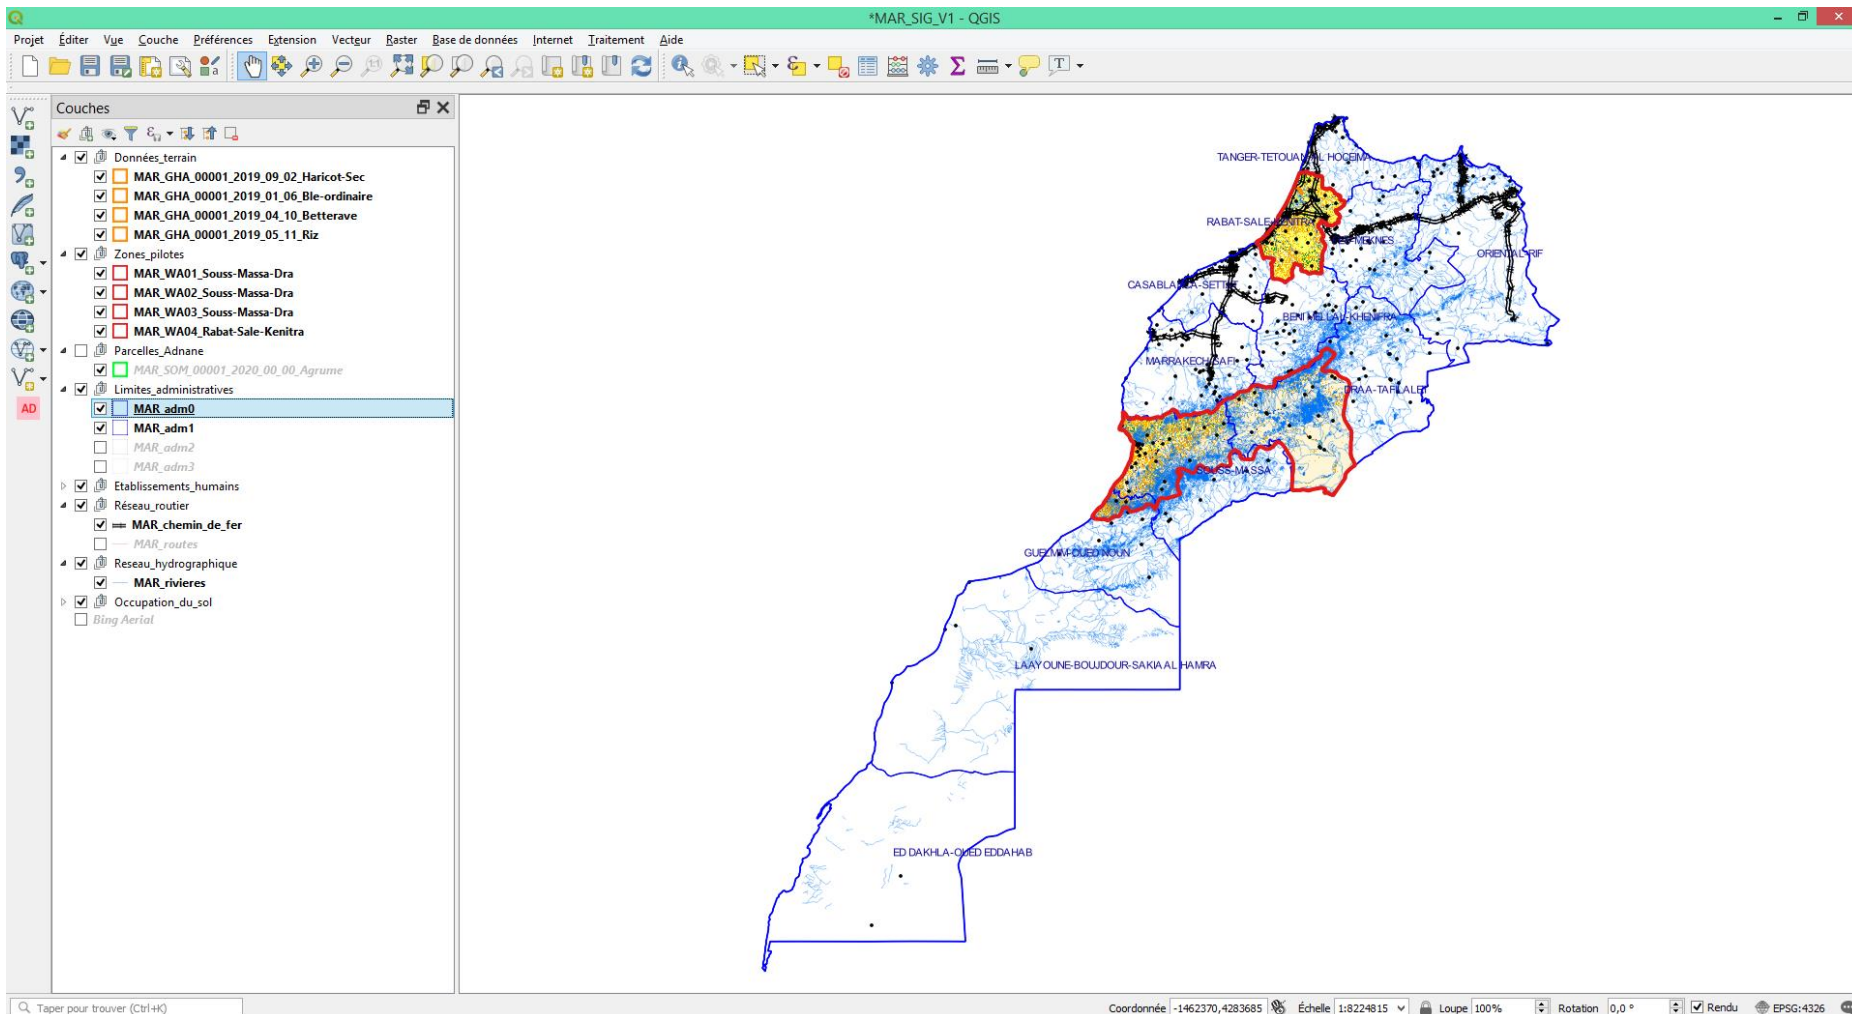 *MAR_SIG_V1 - QGIS
Projet Éditer Vue Couche Préférences Extension Vecteur Raster Base de données Internet Traitement Aide
Couches
Données_terrain
MAR_GHA_00001_2019_09_02_Haricot-Sec
MAR_GHA_00001_2019_01_06_Ble-ordinaire
MAR_GHA_00001_2019_04_10_Betterave
MAR_GHA_00001_2019_05_11_Riz
Zones_pilotes
MAR_WA01_Souss-Massa-Dra
MAR_WA02_Souss-Massa-Dra
MAR_WA03_Souss-Massa-Dra
MAR_WA04_Rabat-Sale-Kenitra
Parcelles_Adnane
MAR_SOM_00001_2020_00_00_Agrume
Limites_administratives
MAR_adm0
MAR_adm1
MAR_adm2
MAR_adm3
Etablissements_humains
Réseau_routier
MAR_chemin_de_fer
MAR_routes
Reseau_hydrographique
MAR_rivieres
Occupation_du_sol
Bing Aerial
AD
TANGER-TETOUAN-AL HOCEIMA
RABAT-SALE-KENITRA
MEKNES
ORIENTAL-RIF
CASABLANCA-SETTAT
BENI MELLAL-KHENIFRA
MARRAKECH-SAFI
DRAA-TAFILALET
SOUSS-MASSA
GUELMIM-OUED NOUN
LAAYOUNE-BOUJDOUR-SAKIA AL HAMRA
ED DAKHLA-OUED EDDAHAB
Taper pour trouver (Ctrl+K)
Coordonnée -1462370,4283685 Échelle 1:8224815 Loupe 100% Rotation 0,0 ° Rendu EPSG:4326